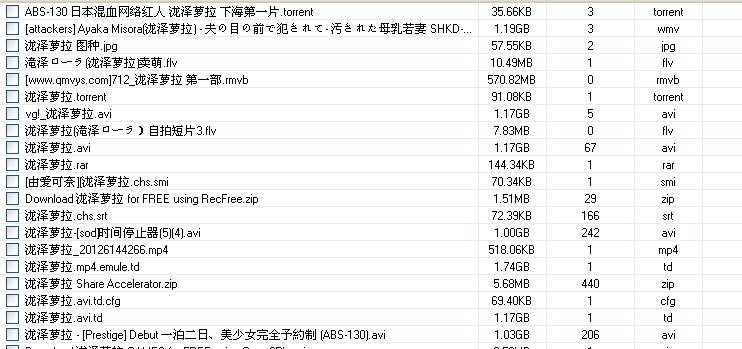 ABS-130 日本混血网络红人 泷泽萝拉 下海第一片.torrent 35.66KB 3 torrent
[attackers] Ayaka Misora(泷泽萝拉) - 夫の目の前で犯されて - 汚された母乳若妻 SHKD-... 1.19GB 3 wmv
泷泽萝拉 图种.jpg 57.55KB 2 jpg
滝泽ローラ(泷泽萝拉)卖萌.flv 10.49MB 1 flv
[www.qmvys.com]712_泷泽萝拉 第一部.rmvb 570.82MB 0 rmvb
泷泽萝拉.torrent 91.08KB 1 torrent
vg!_泷泽萝拉.avi 1.17GB 5 avi
泷泽萝拉(滝泽ローラ) 自拍短片3.flv 7.83MB 0 flv
泷泽萝拉.avi 1.17GB 67 avi
泷泽萝拉.rar 144.34KB 1 rar
[由爱可奈]泷泽萝拉.chs.smi 70.34KB 1 smi
Download 泷泽萝拉 for FREE using RecFree.zip 1.51MB 29 zip
泷泽萝拉.chs.srt 72.39KB 166 srt
泷泽萝拉-[sod]时间停止器(5)(4).avi 1.00GB 242 avi
泷泽萝拉_20126144266.mp4 518.06KB 1 mp4
泷泽萝拉.mp4.emule.td 1.74GB 1 td
泷泽萝拉 Share Accelerator.zip 5.68MB 440 zip
泷泽萝拉.avi.td.cfg 69.40KB 1 cfg
泷泽萝拉.avi.td 1.17GB 1 td
泷泽萝拉 - [Prestige] Debut 一泊二日、美少女完全予約制 (ABS-130).avi 1.03GB 206 avi